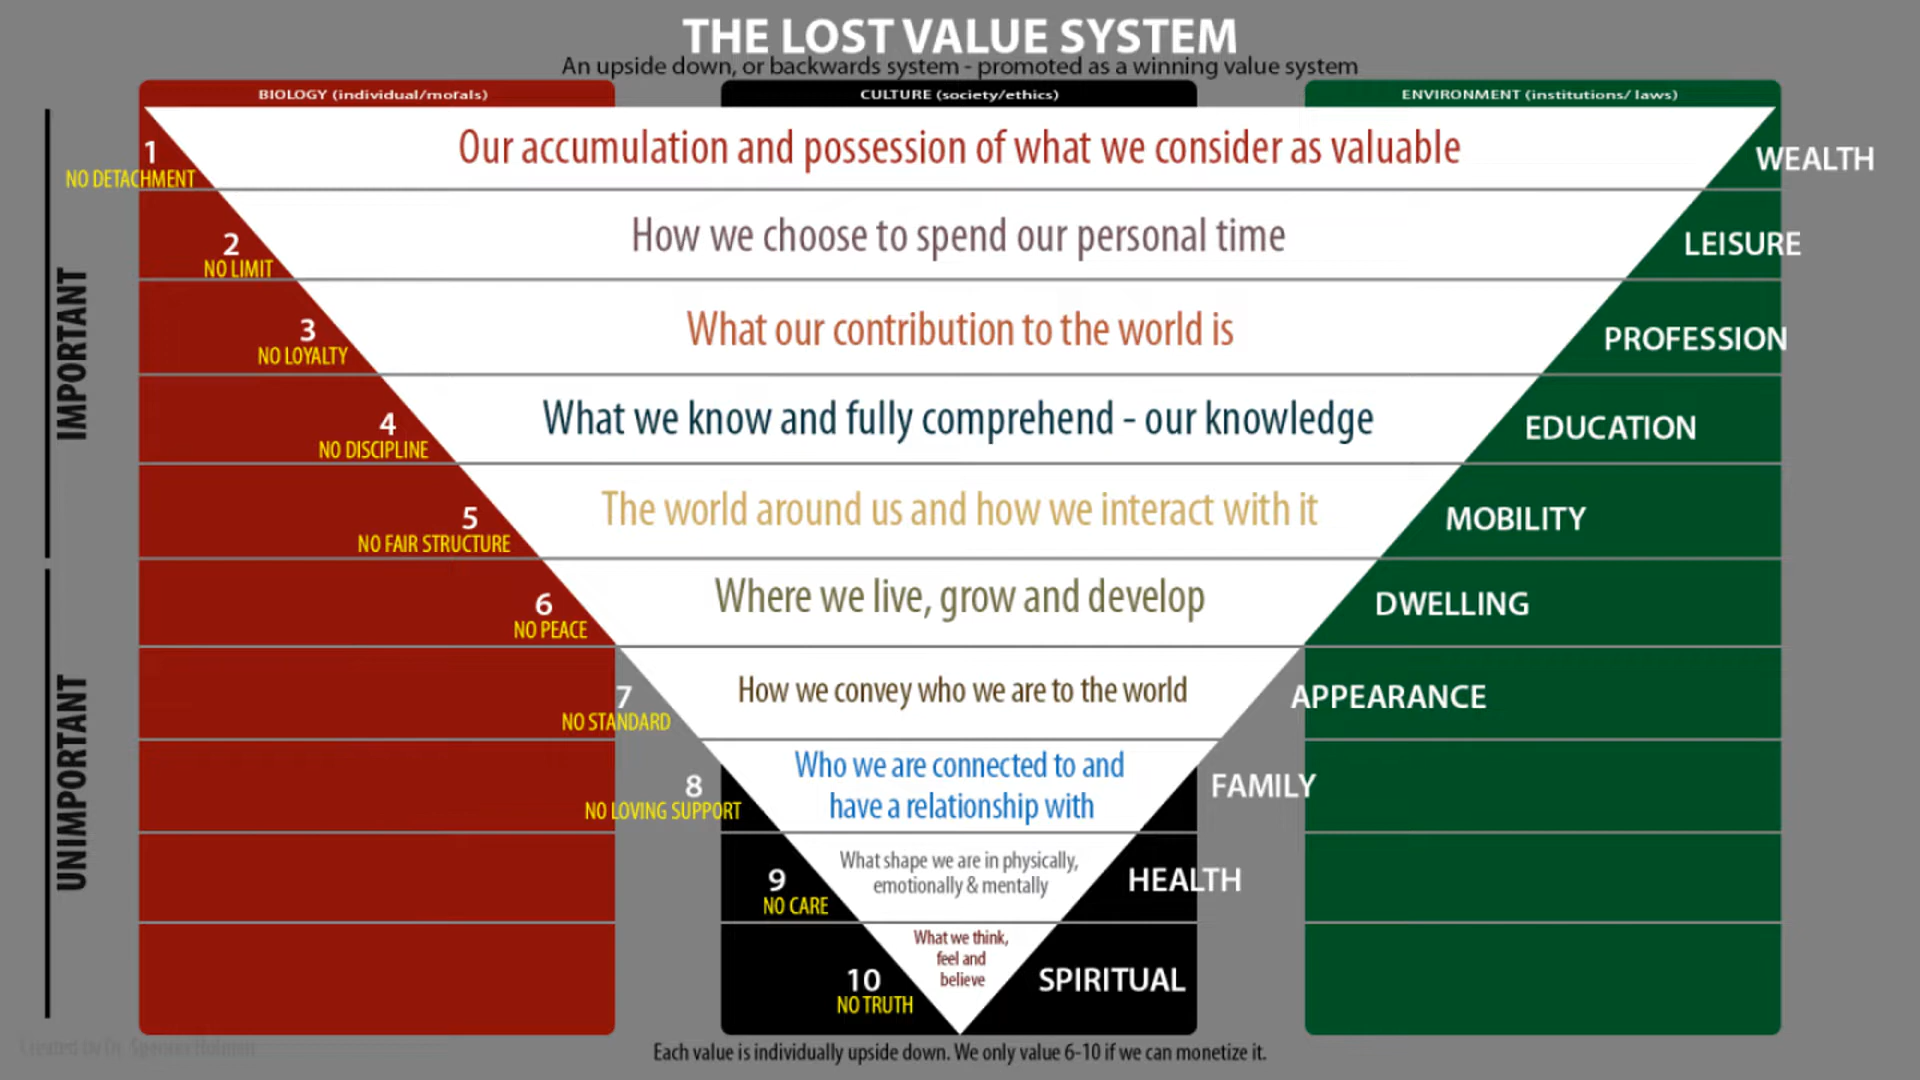 THE LOST VALUE SYSTEM
An upside down, or backwards system - promoted as a winning value system
BIOLOGY (individual/morals)
CULTURE (society/ethics)
ENVIRONMENT (institutions/ laws)
IMPORTANT
1
NO DETACHMENT
Our accumulation and possession of what we consider as valuable
WEALTH
2
NO LIMIT
How we choose to spend our personal time
LEISURE
3
NO LOYALTY
What our contribution to the world is
PROFESSION
4
NO DISCIPLINE
What we know and fully comprehend - our knowledge
EDUCATION
5
NO FAIR STRUCTURE
The world around us and how we interact with it
MOBILITY
UNIMPORTANT
6
NO PEACE
Where we live, grow and develop
DWELLING
7
NO STANDARD
How we convey who we are to the world
APPEARANCE
8
NO LOVING SUPPORT
Who we are connected to and
have a relationship with
FAMILY
9
NO CARE
What shape we are in physically,
emotionally & mentally
HEALTH
10
NO TRUTH
What we think,
feel and
believe
SPIRITUAL
Created by Dr. Spencer Holman
Each value is individually upside down. We only value 6-10 if we can monetize it.